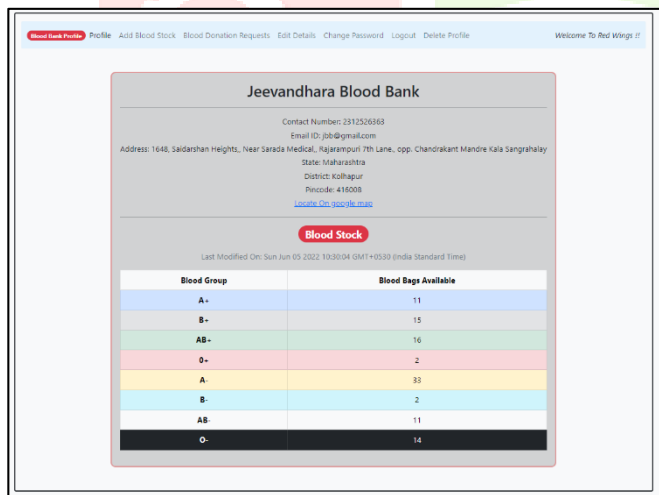 Blood Bank Profile Profile Add Blood Stock Blood Donation Requests Edit Details Change Password Logout Delete Profile Welcome To Red Wings !!
Jeevandhara Blood Bank
Contact Number: 2312526363
Email ID: jbb@gmail.com
Address: 1648, Saidarshan Heights,, Near Sarada Medical,, Rajarampuri 7th Lane,, opp. Chandrakant Mandre Kala Sangrahalay
State: Maharashtra
District: Kolhapur
Pincode: 416008
Locate On google map
Blood Stock
Last Modified On: Sun Jun 05 2022 10:30:04 GMT+0530 (India Standard Time)
Blood Group Blood Bags Available
A+ 11
B+ 15
AB+ 16
0+ 2
A- 33
B- 2
AB- 11
O- 14